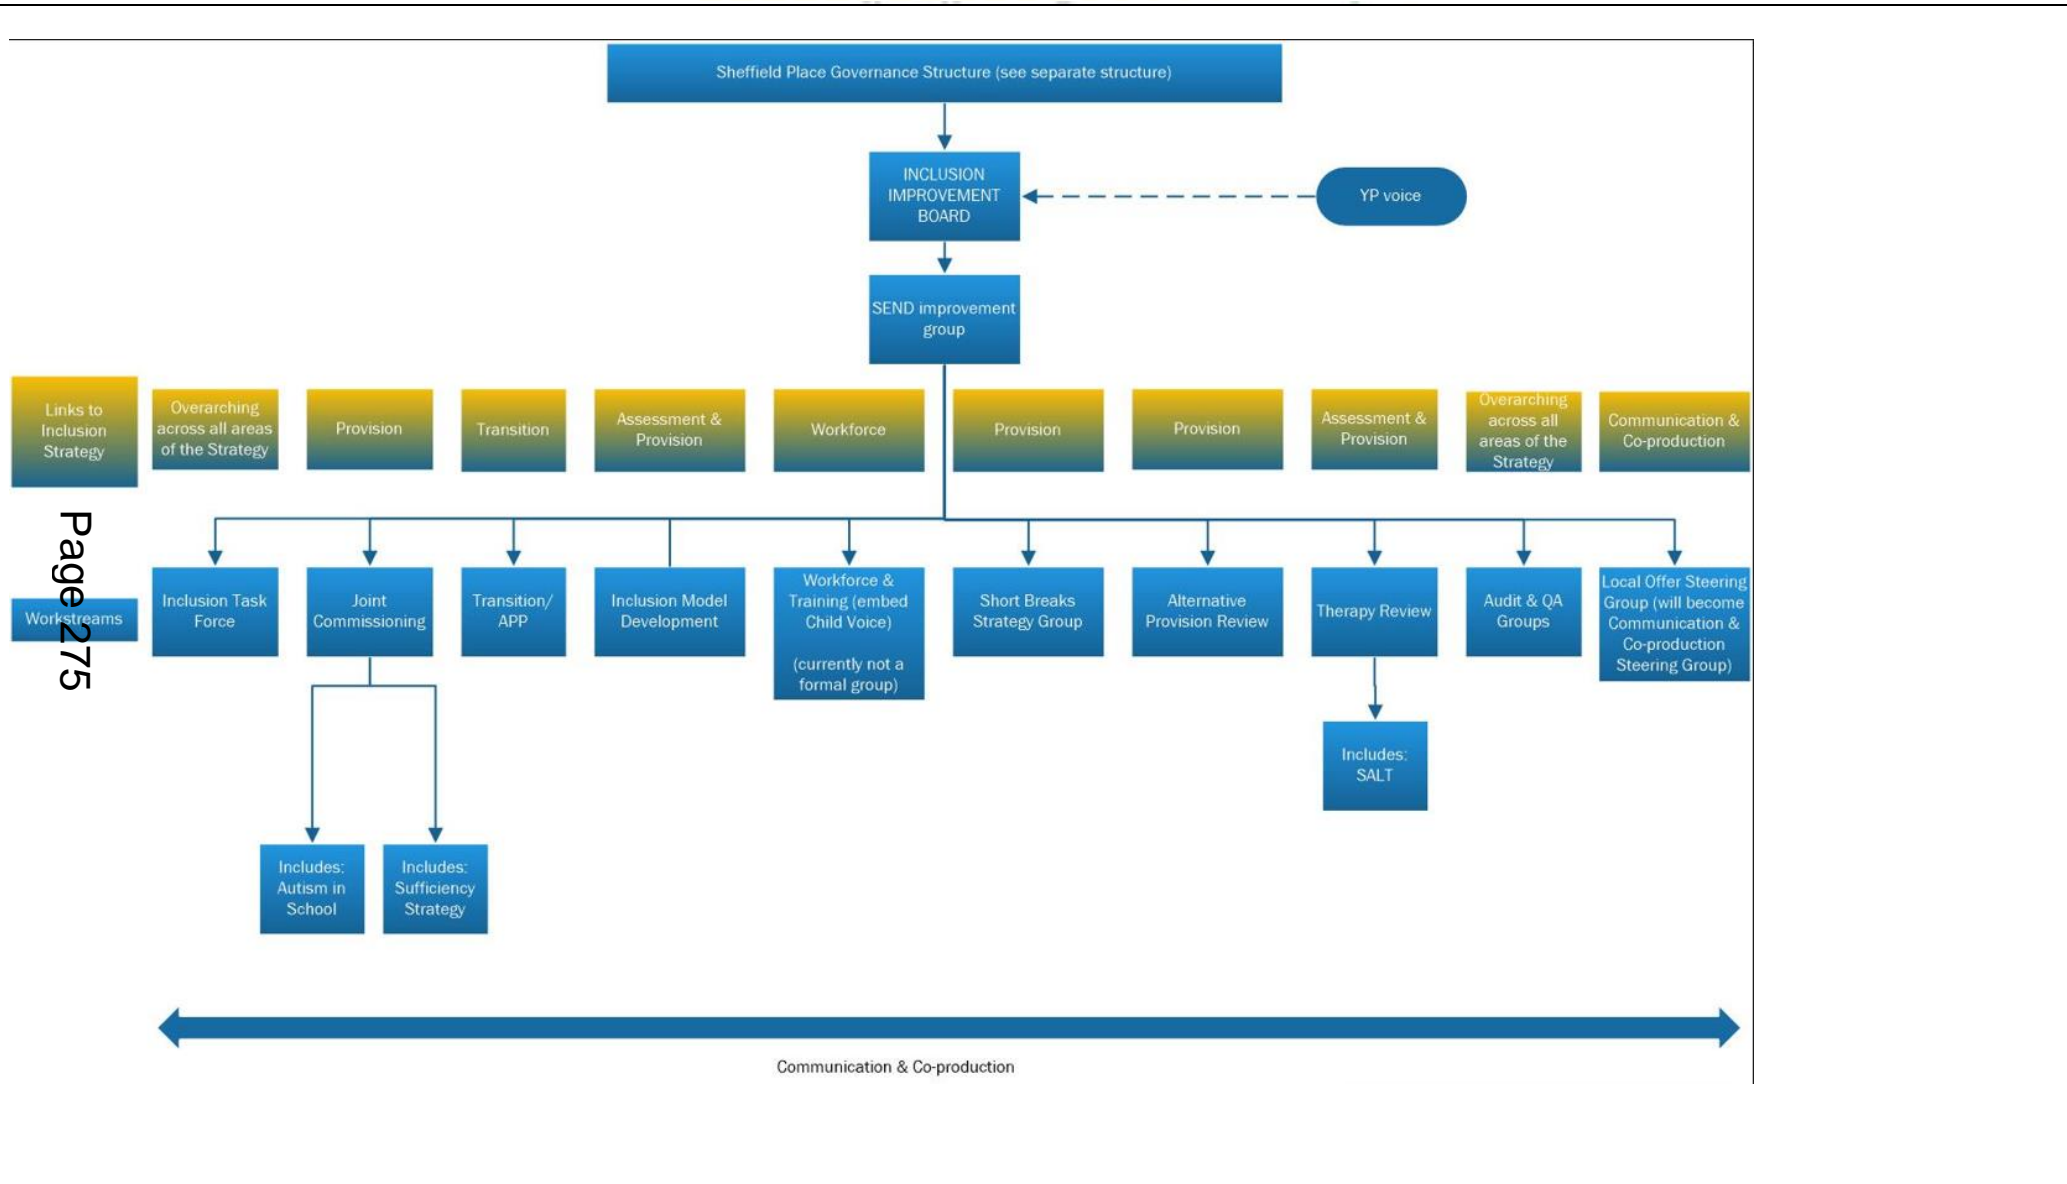 Sheffield Place Governance Structure (see separate structure)
INCLUSION
IMPROVEMENT
BOARD
YP voice
SEND improvement
group
Links to
Inclusion
Strategy
Overarching
across all areas
of the Strategy
Provision
Transition
Assessment &
Provision
Workforce
Provision
Provision
Assessment &
Provision
Overarching
across all
areas of the
Strategy
Communication &
Co-production
Page 275
Workstreams
Inclusion Task
Force
Joint
Commissioning
Transition/
APP
Inclusion Model
Development
Workforce &
Training (embed
Child Voice)
(currently not a
formal group)
Short Breaks
Strategy Group
Alternative
Provision Review
Therapy Review
Audit & QA
Groups
Local Offer Steering
Group (will become
Communication &
Co-production
Steering Group)
Includes:
SALT
Includes:
Autism in
School
Includes:
Sufficiency
Strategy
Communication & Co-production